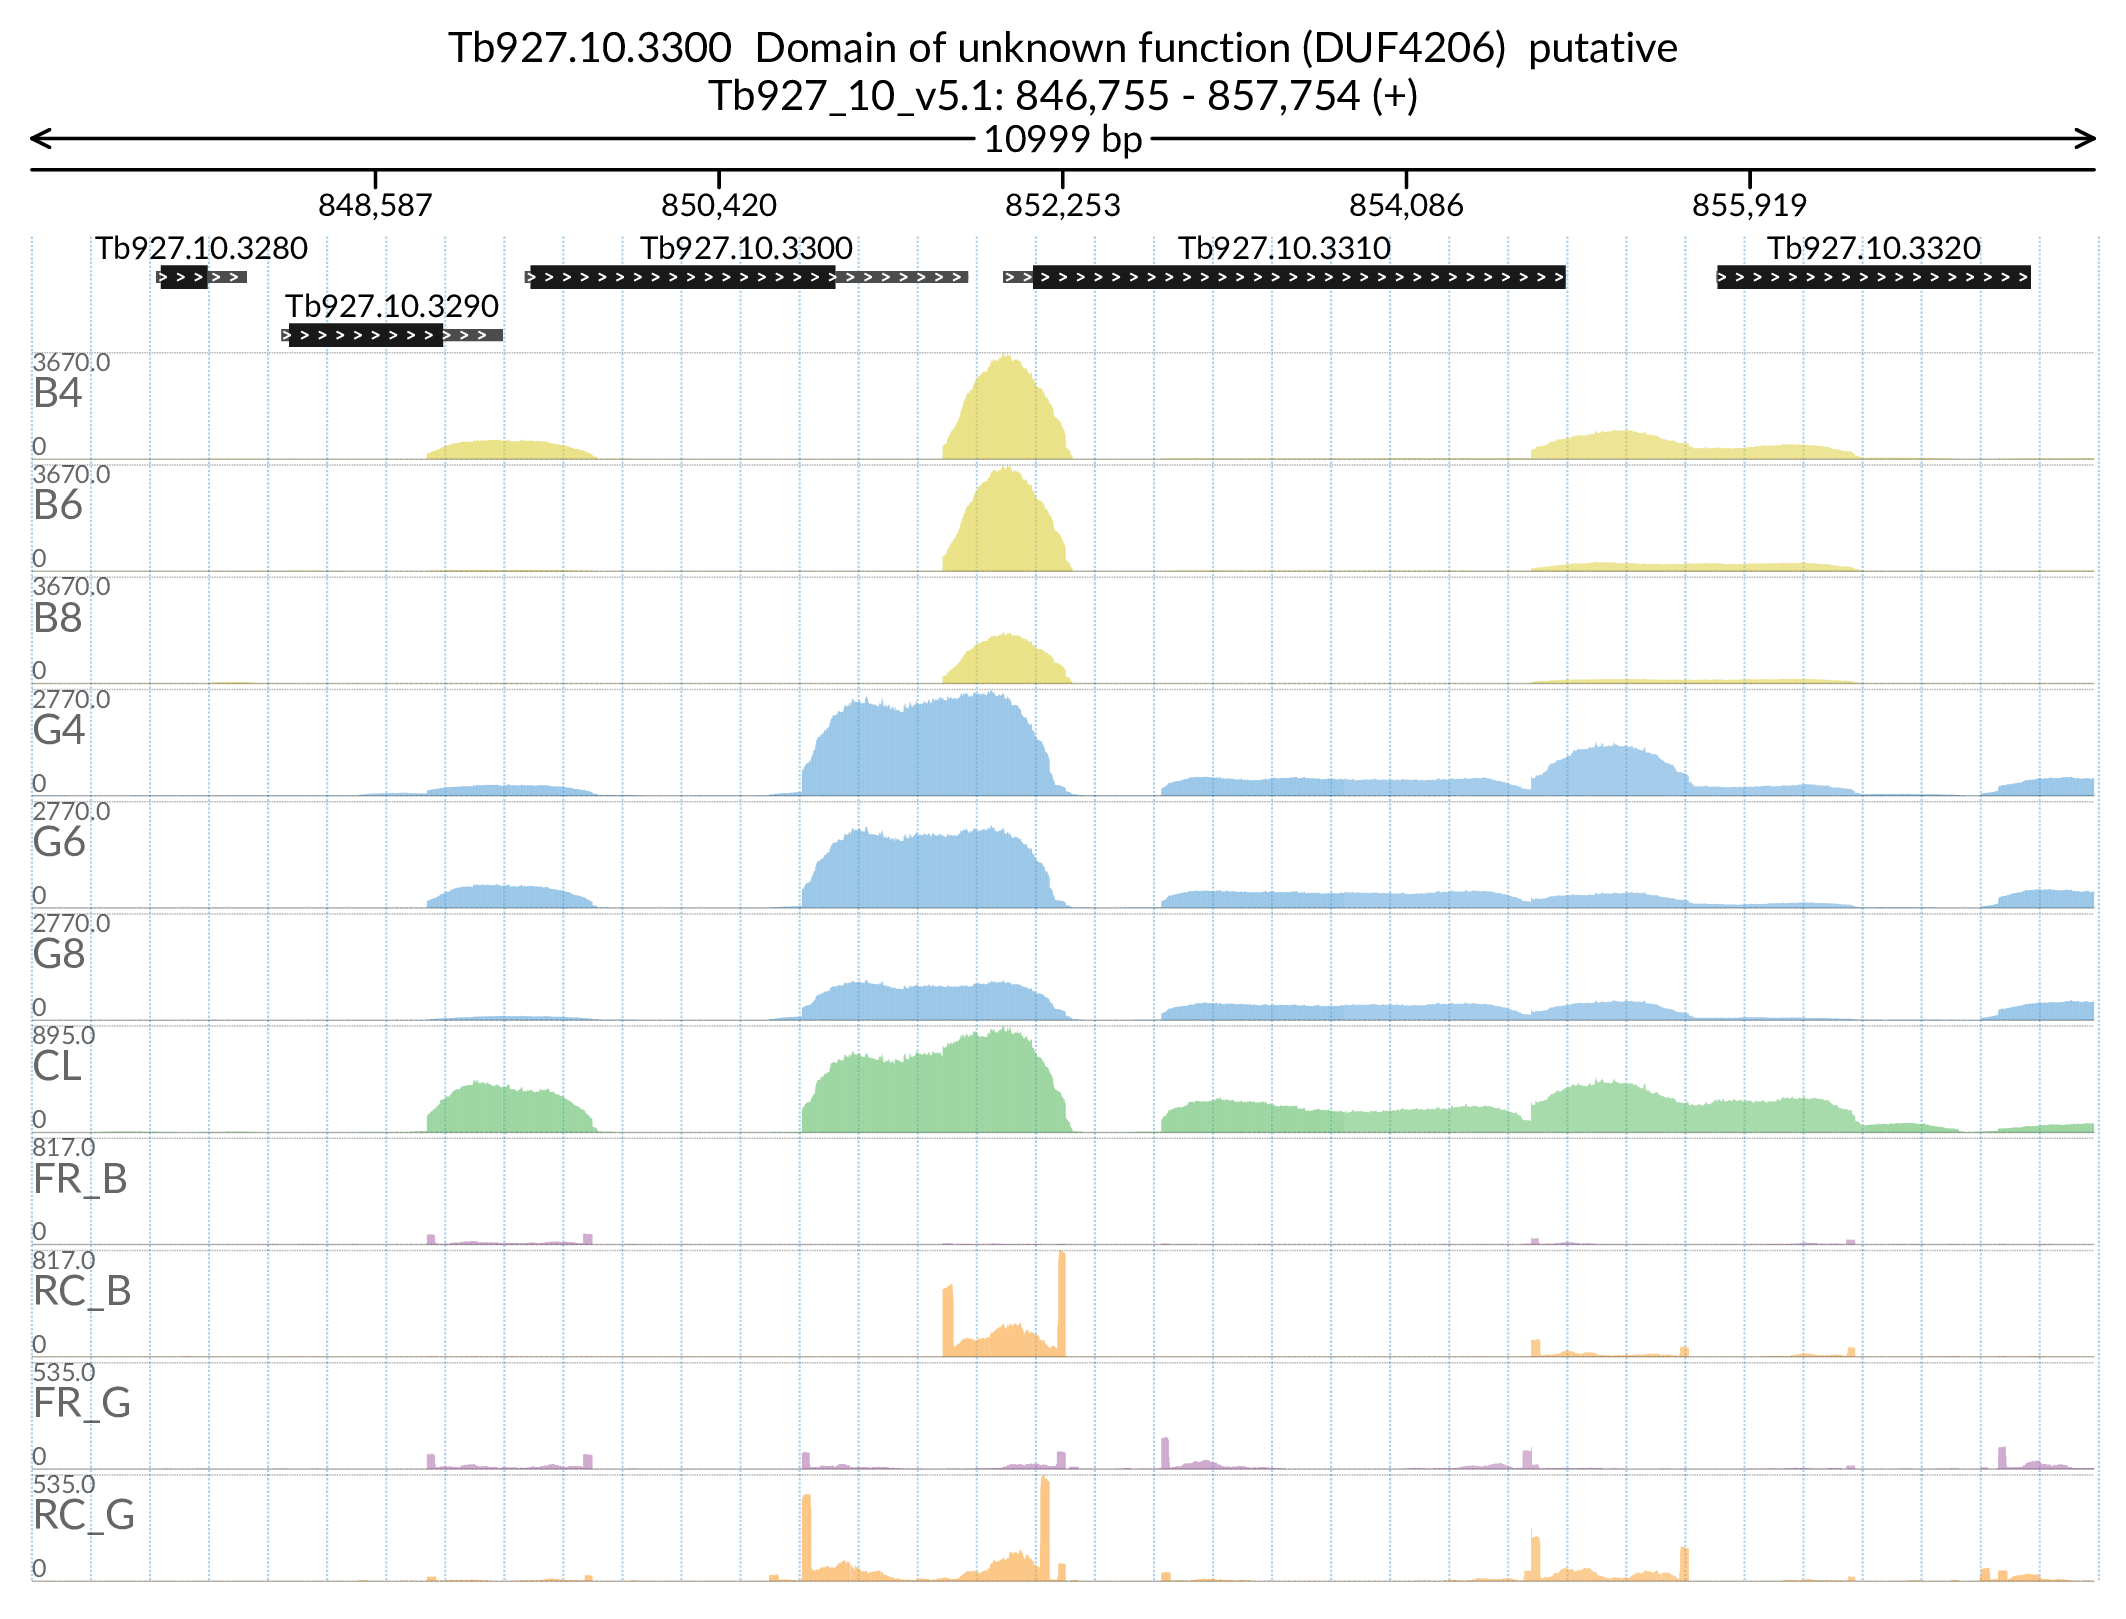 Tb927.10.3300  Domain of unknown function (DUF4206)  putative
Tb927_10_v5.1: 846,755 - 857,754 (+)
10999 bp
848,587 850,420 852,253 854,086 855,919
Tb927.10.3280 Tb927.10.3300 Tb927.10.3310 Tb927.10.3320
Tb927.10.3290
3670.0
B4
0
3670.0
B6
0
3670.0
B8
0
2770.0
G4
0
2770.0
G6
0
2770.0
G8
0
895.0
CL
0
817.0
FR_B
0
817.0
RC_B
0
535.0
FR_G
0
535.0
RC_G
0